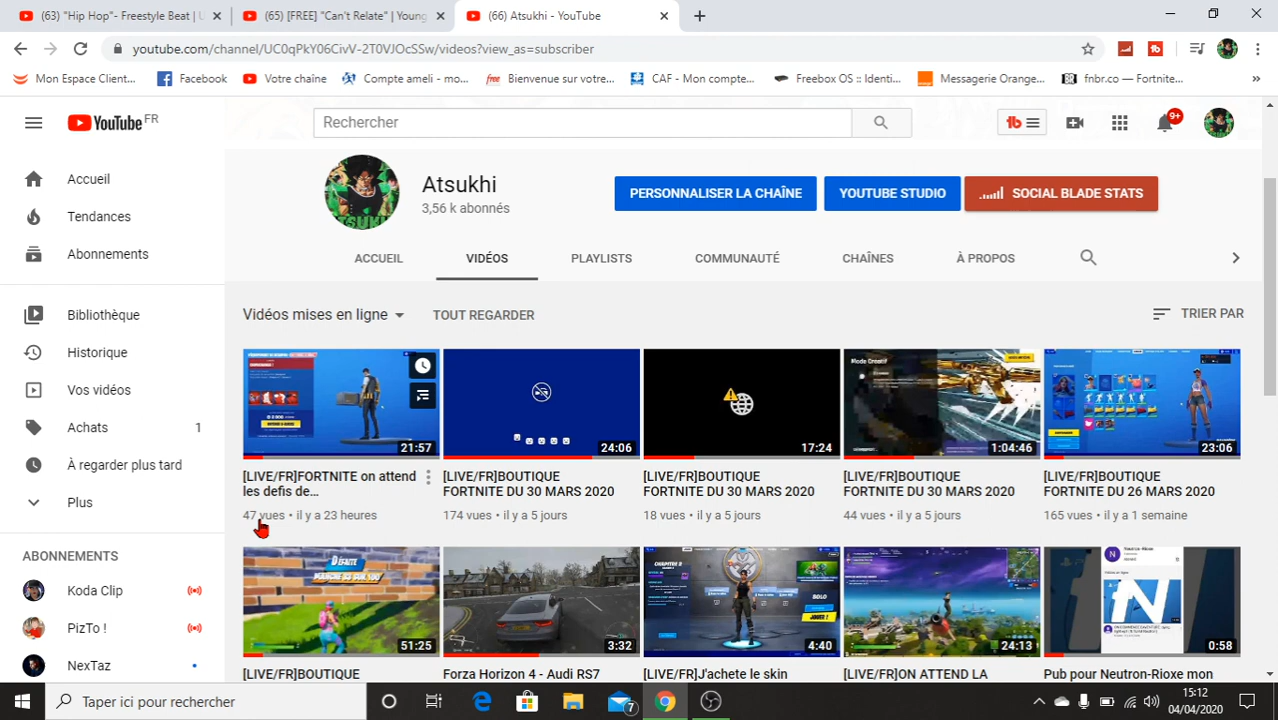 (63) "Hip Hop"- Freestyle Beat | U
(65) [FREE] "Can't Relate" | Young
(66) Atsukhi - YouTube
youtube.com/channel/UC0qPkY06CivV-2T0VJOcSSw/videos?view_as=subscriber
Mon Espace Client...
Facebook
Votre chaîne
Compte ameli - mo...
free
Bienvenue sur votre...
CAF - Mon compte...
Freebox OS :: Identi...
Messagerie Orange...
fnbr.co — Fortnite...
YouTube FR
Rechercher
9+
Atsukhi
3,56 k abonnés
PERSONNALISER LA CHAÎNE
YOUTUBE STUDIO
SOCIAL BLADE STATS
Accueil
Tendances
Abonnements
Bibliothèque
Historique
Vos vidéos
Achats 1
À regarder plus tard
Plus
ABONNEMENTS
Koda Clip
PizTo !
NexTaz
ACCUEIL
VIDÉOS
PLAYLISTS
COMMUNAUTÉ
CHAÎNES
À PROPOS
Vidéos mises en ligne
TOUT REGARDER
TRIER PAR
21:57
[LIVE/FR]FORTNITE on attend
les defis de...
47 vues • il y a 23 heures
24:06
[LIVE/FR]BOUTIQUE
FORTNITE DU 30 MARS 2020
174 vues • il y a 5 jours
17:24
[LIVE/FR]BOUTIQUE
FORTNITE DU 30 MARS 2020
18 vues • il y a 5 jours
Mode Creatif
1:04:46
[LIVE/FR]BOUTIQUE
FORTNITE DU 30 MARS 2020
44 vues • il y a 5 jours
23:06
[LIVE/FR]BOUTIQUE
FORTNITE DU 26 MARS 2020
165 vues • il y a 1 semaine
DÉFAITE
51:25
[LIVE/FR]BOUTIQUE
3:32
Forza Horizon 4 - Audi RS7
CHAPITRE 2
SOLO
4:40
[LIVE/FR]J'achete le skin
24:13
[LIVE/FR]ON ATTEND LA
Neutron-Rioxe
0:58
Pub pour Neutron-Rioxe mon
Taper ici pour rechercher
7
15:12
04/04/2020